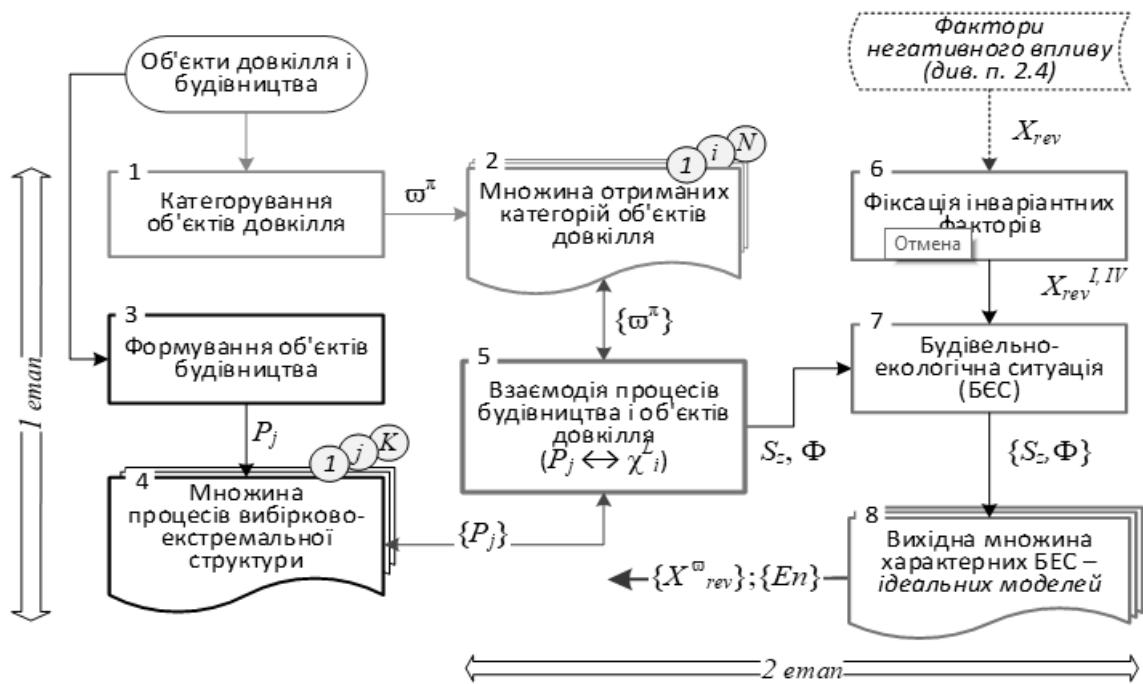 Об'єкти довкілля і
будівництва
Фактори
негативного впливу
(див. п. 2.4)
X_rev
1
Категорування
об'єктів довкілля
ϖ^π
2
1 i N
Множина отриманих
категорій об'єктів
довкілля
6
Фіксація інваріантних
факторів
Отмена
X_rev^I, IV
{ϖ^π}
3
Формування об'єктів
будівництва
P_j
5
Взаємодія процесів
будівництва і об'єктів
довкілля
(P_j ↔ χ^L_i)
S_z, Φ
7
Будівельно-
екологічна ситуація
(БЄС)
{S_z, Φ}
4
1 j K
Множина
процесів вибірково-
екстремальної
структури
{P_j}
8
Вихідна множина
характерних БЕС –
ідеальних моделей
{X^ϖ_rev};{En}
1 етап
2 етап